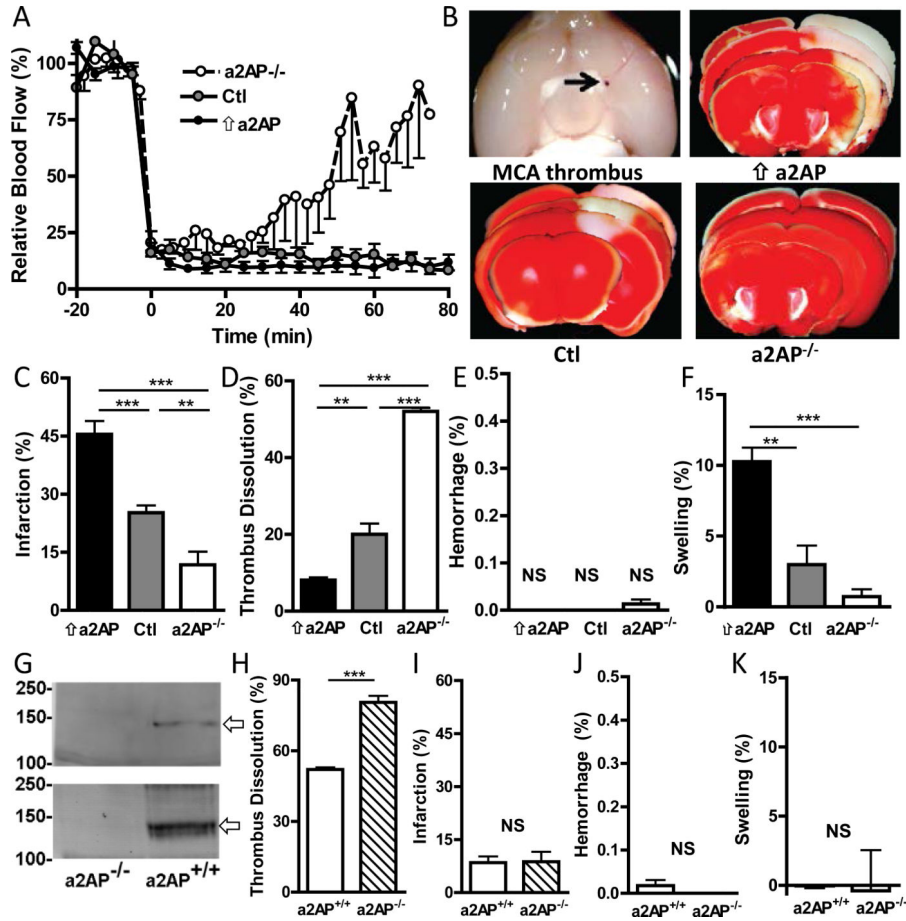 A
Relative Blood Flow (%)
100
75
50
25
0
-20
0
20
40
60
80
Time (min)
a2AP-/-
Ctl
⇧a2AP
B
MCA thrombus
⇧ a2AP
Ctl
a2AP-/-
C
Infarction (%)
60
45
30
15
0
***
***
**
⇧a2AP Ctl a2AP-/-
D
Thrombus Dissolution (%)
60
40
20
0
***
**
***
⇧a2AP Ctl a2AP-/-
E
Hemorrhage (%)
0.5
0.4
0.3
0.2
0.1
0.0
NS NS NS
⇧a2AP Ctl a2AP-/-
F
Swelling (%)
15
10
5
0
***
**
⇧a2AP Ctl a2AP-/-
G
250
150
100
250
150
100
a2AP-/- a2AP+/+
H
Thrombus Dissolution (%)
90
60
30
0
***
a2AP+/+ a2AP-/-
I
Infarction (%)
60
45
30
15
0
NS
a2AP+/+ a2AP-/-
J
Hemorrhage (%)
0.5
0.4
0.3
0.2
0.1
0.0
NS
a2AP+/+ a2AP-/-
K
Swelling (%)
15
10
5
0
NS
a2AP+/+ a2AP-/-